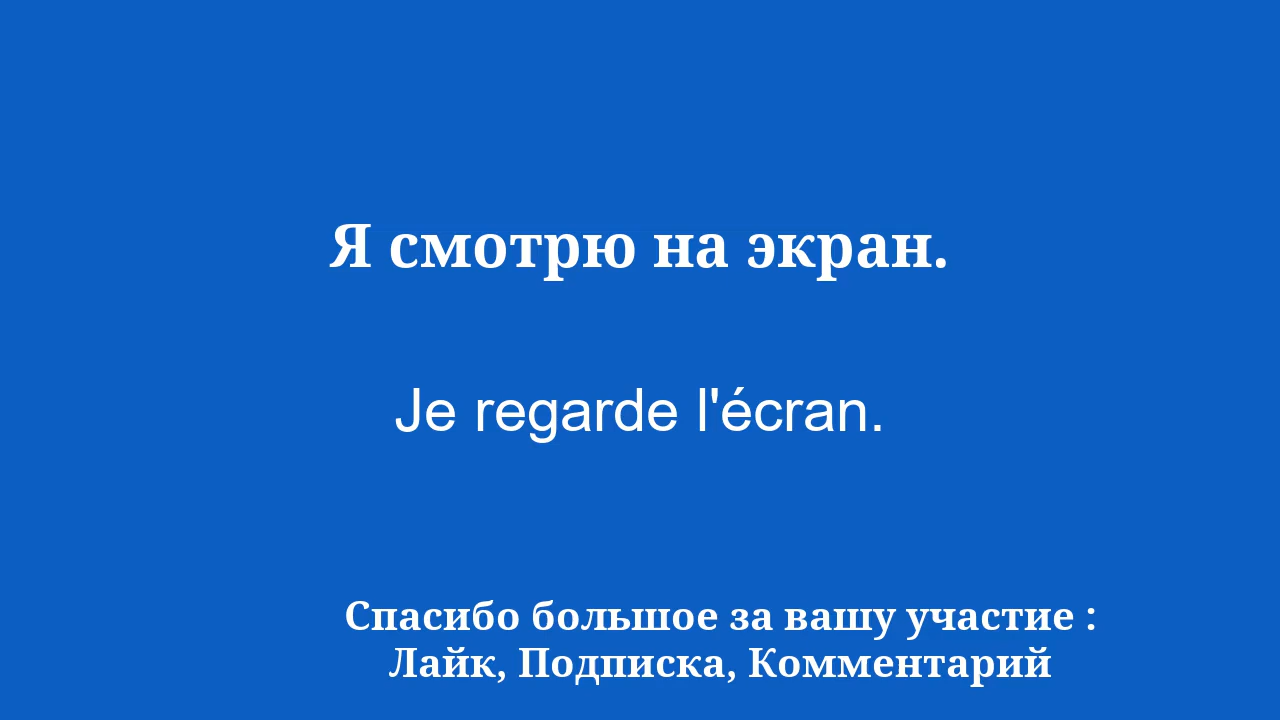 Я смотрю на экран.
Je regarde l'écran.
Спасибо большое за вашу участие :
Лайк, Подписка, Комментарий